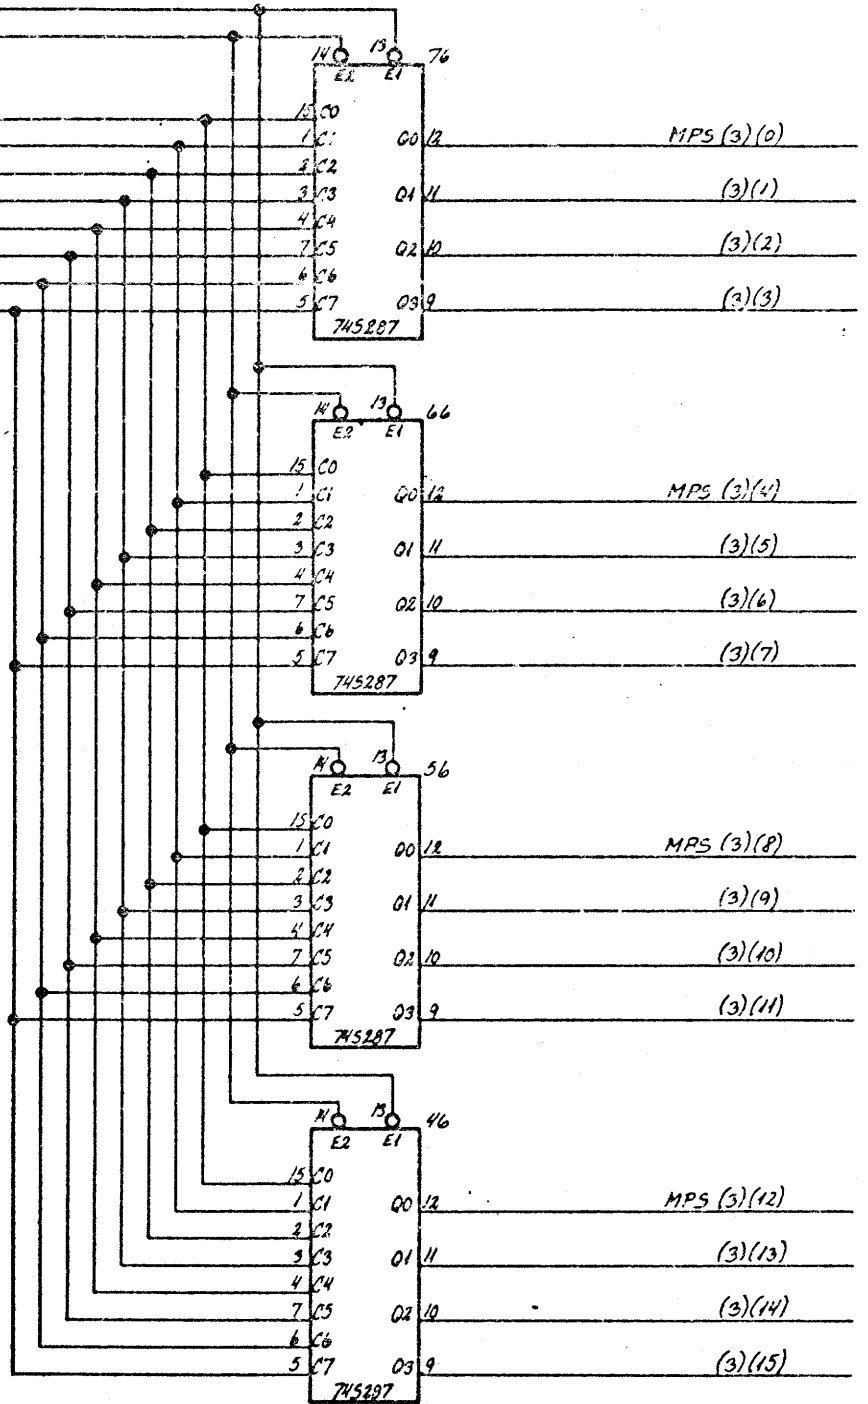 14 13 76
E2 E1
15 C0
1 C1 Q0 12 MPS (3)(0)
2 C2
3 C3 Q1 11 (3)(1)
4 C4
7 C5 Q2 10 (3)(2)
6 C6
5 C7 Q3 9 (3)(3)
74S287
14 13 66
E2 E1
15 C0
1 C1 Q0 12 MPS (3)(4)
2 C2
3 C3 Q1 11 (3)(5)
4 C4
7 C5 Q2 10 (3)(6)
6 C6
5 C7 Q3 9 (3)(7)
74S287
14 13 56
E2 E1
15 C0
1 C1 Q0 12 MPS (3)(8)
2 C2
3 C3 Q1 11 (3)(9)
4 C4
7 C5 Q2 10 (3)(10)
6 C6
5 C7 Q3 9 (3)(11)
74S287
14 13 46
E2 E1
15 C0
1 C1 Q0 12 MPS (3)(12)
2 C2
3 C3 Q1 11 (3)(13)
4 C4
7 C5 Q2 10 (3)(14)
6 C6
5 C7 Q3 9 (3)(15)
74S287